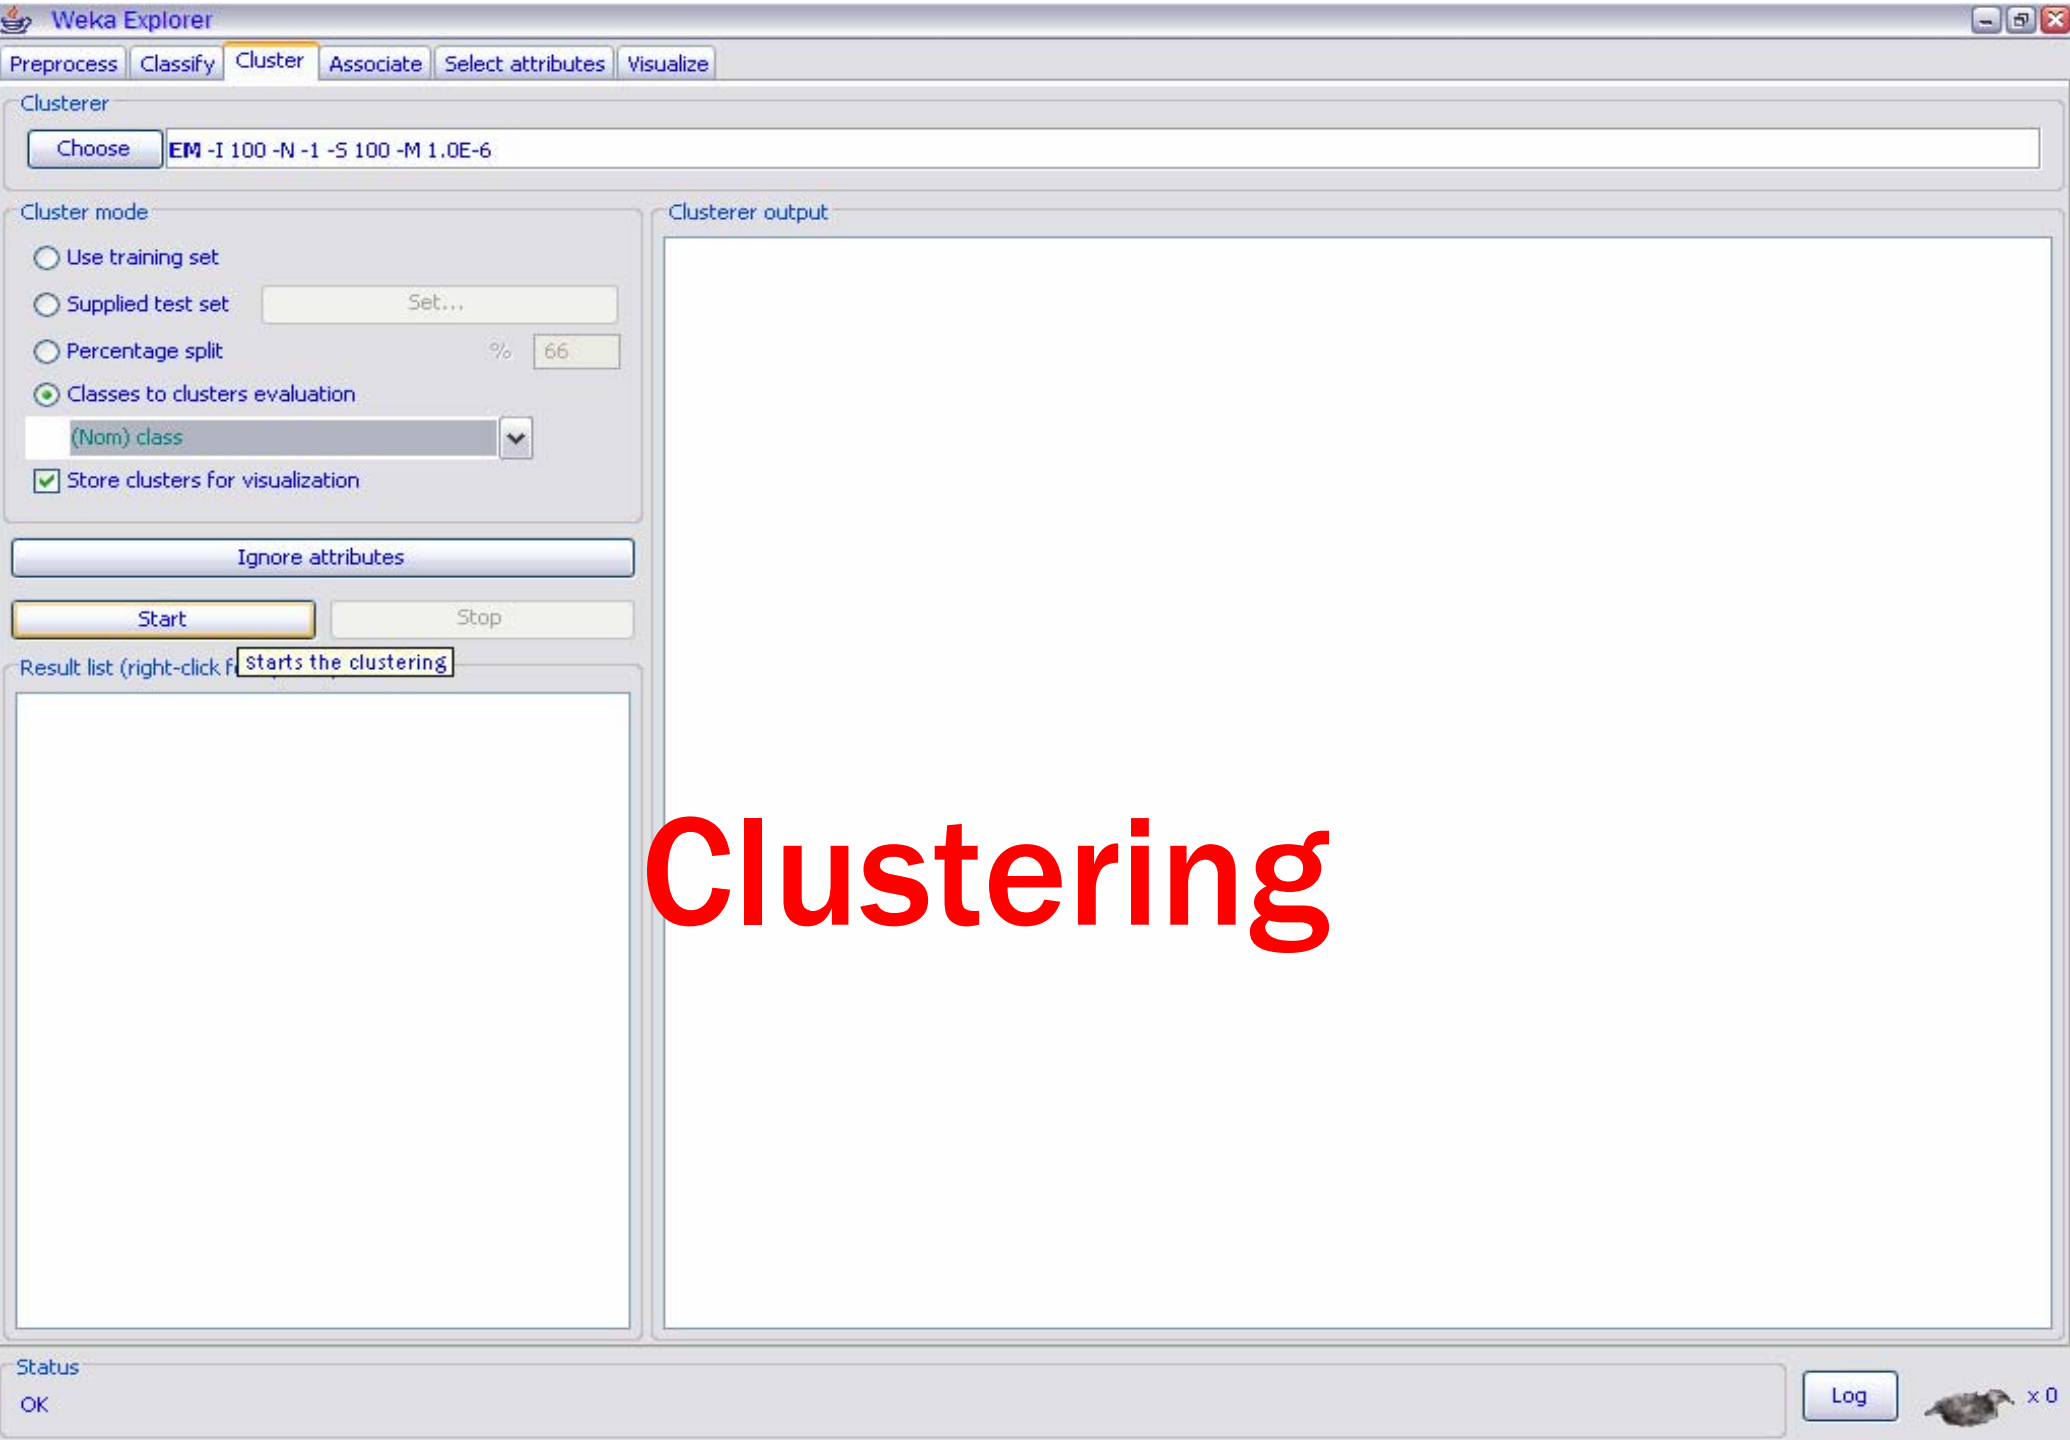 Weka Explorer
Preprocess Classify Cluster Associate Select attributes Visualize
Clusterer
Choose EM -I 100 -N -1 -S 100 -M 1.0E-6
Cluster mode
Use training set
Supplied test set Set...
Percentage split % 66
Classes to clusters evaluation
(Nom) class
Store clusters for visualization
Ignore attributes
Start Stop
Starts the clustering
Result list (right-click
Clusterer output
Clustering
Status
OK
Log x 0